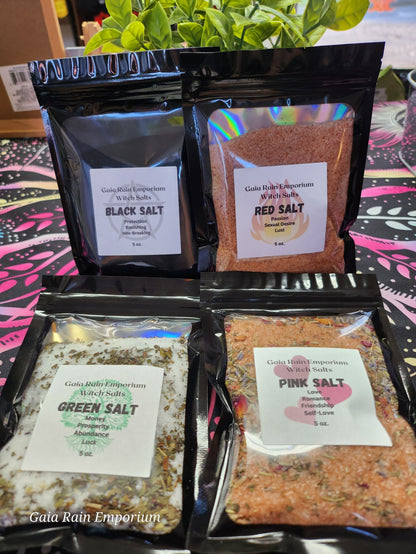 Gaia Rain Emporium
Witch Salts
BLACK SALT
Protection
Banishing
Hex-Breaking
5 oz.
Gaia Rain Emporium
Witch Salts
RED SALT
Passion
Sexual Desire
Lust
5 oz.
Gaia Rain Emporium
Witch Salts
GREEN SALT
Money
Prosperity
Abundance
Luck
5 oz.
Gaia Rain Emporium
Witch Salts
PINK SALT
Love
Romance
Friendship
Self-Love
5 oz.
Gaia Rain Emporium